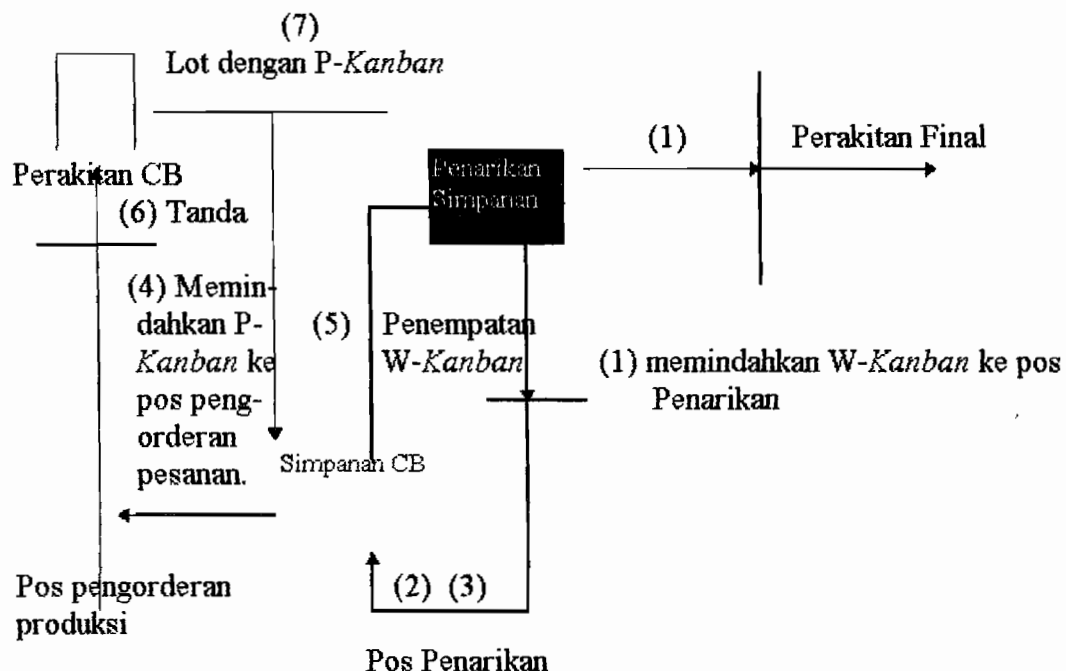 (7)
Lot dengan P-Kanban
Perakitan CB
(6) Tanda
(4) Memin-
dahkan P-
Kanban ke
pos peng-
orderan
pesanan.
Pos pengorderan
produksi
Penarikan
Simpanan
(5) Penempatan
W-Kanban
Simpanan CB
(2) (3)
Pos Penarikan
(1)
Perakitan Final
(1) memindahkan W-Kanban ke pos
Penarikan